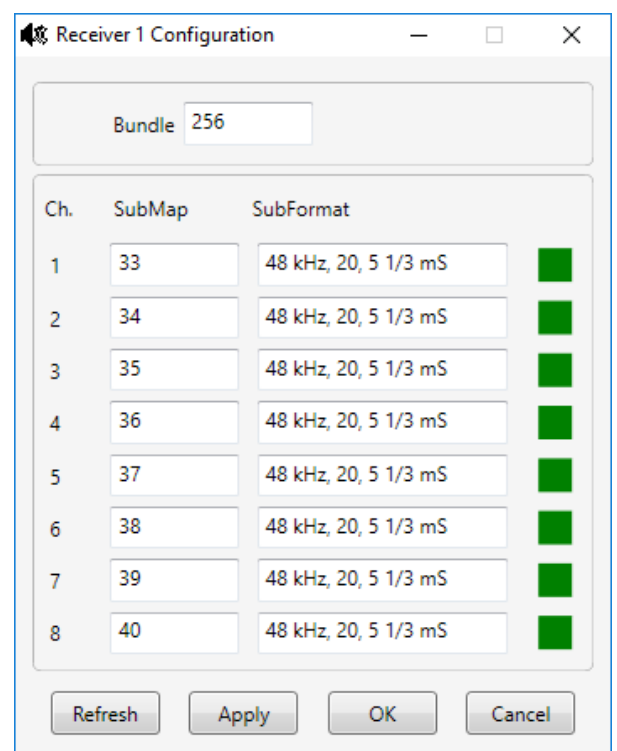 Receiver 1 Configuration
Bundle 256
Ch. SubMap SubFormat
1 33 48 kHz, 20, 5 1/3 mS
2 34 48 kHz, 20, 5 1/3 mS
3 35 48 kHz, 20, 5 1/3 mS
4 36 48 kHz, 20, 5 1/3 mS
5 37 48 kHz, 20, 5 1/3 mS
6 38 48 kHz, 20, 5 1/3 mS
7 39 48 kHz, 20, 5 1/3 mS
8 40 48 kHz, 20, 5 1/3 mS
Refresh Apply OK Cancel